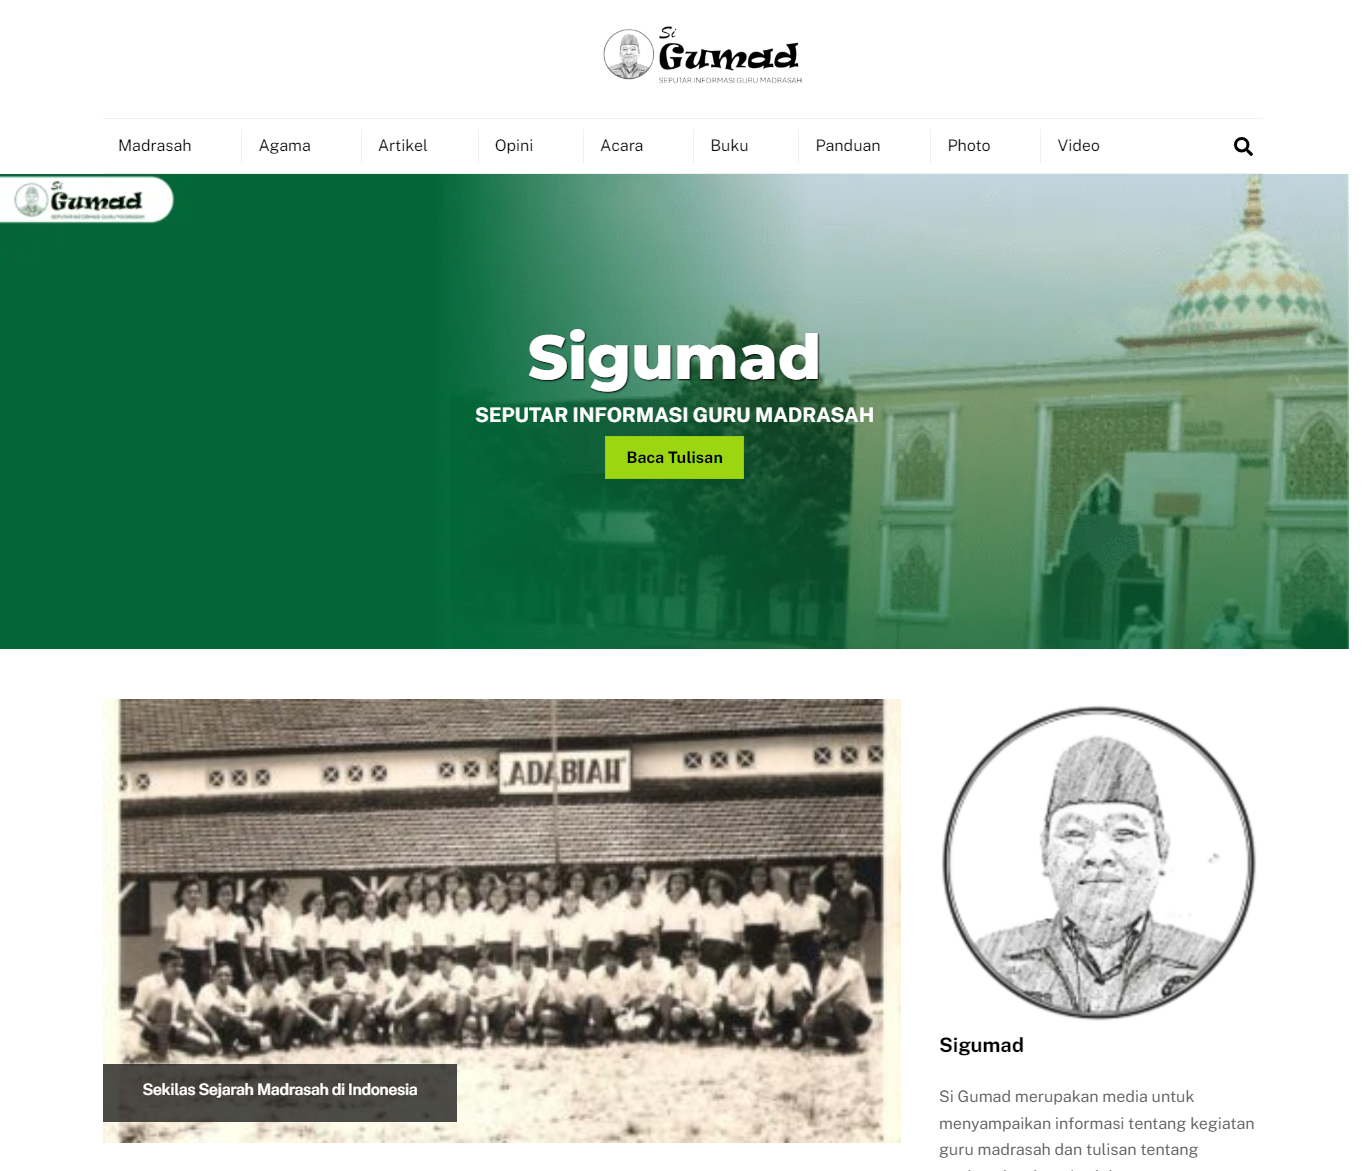 Si
Gumad
SEPUTAR INFORMASI GURU MADRASAH
Madrasah
Agama
Artikel
Opini
Acara
Buku
Panduan
Photo
Video
Si
Gumad
SEPUTAR INFORMASI GURU MADRASAH
Sigumad
SEPUTAR INFORMASI GURU MADRASAH
Baca Tulisan
ADABIAH
Sekilas Sejarah Madrasah di Indonesia
Sigumad
Si Gumad merupakan media untuk
menyampaikan informasi tentang kegiatan
guru madrasah dan tulisan tentang